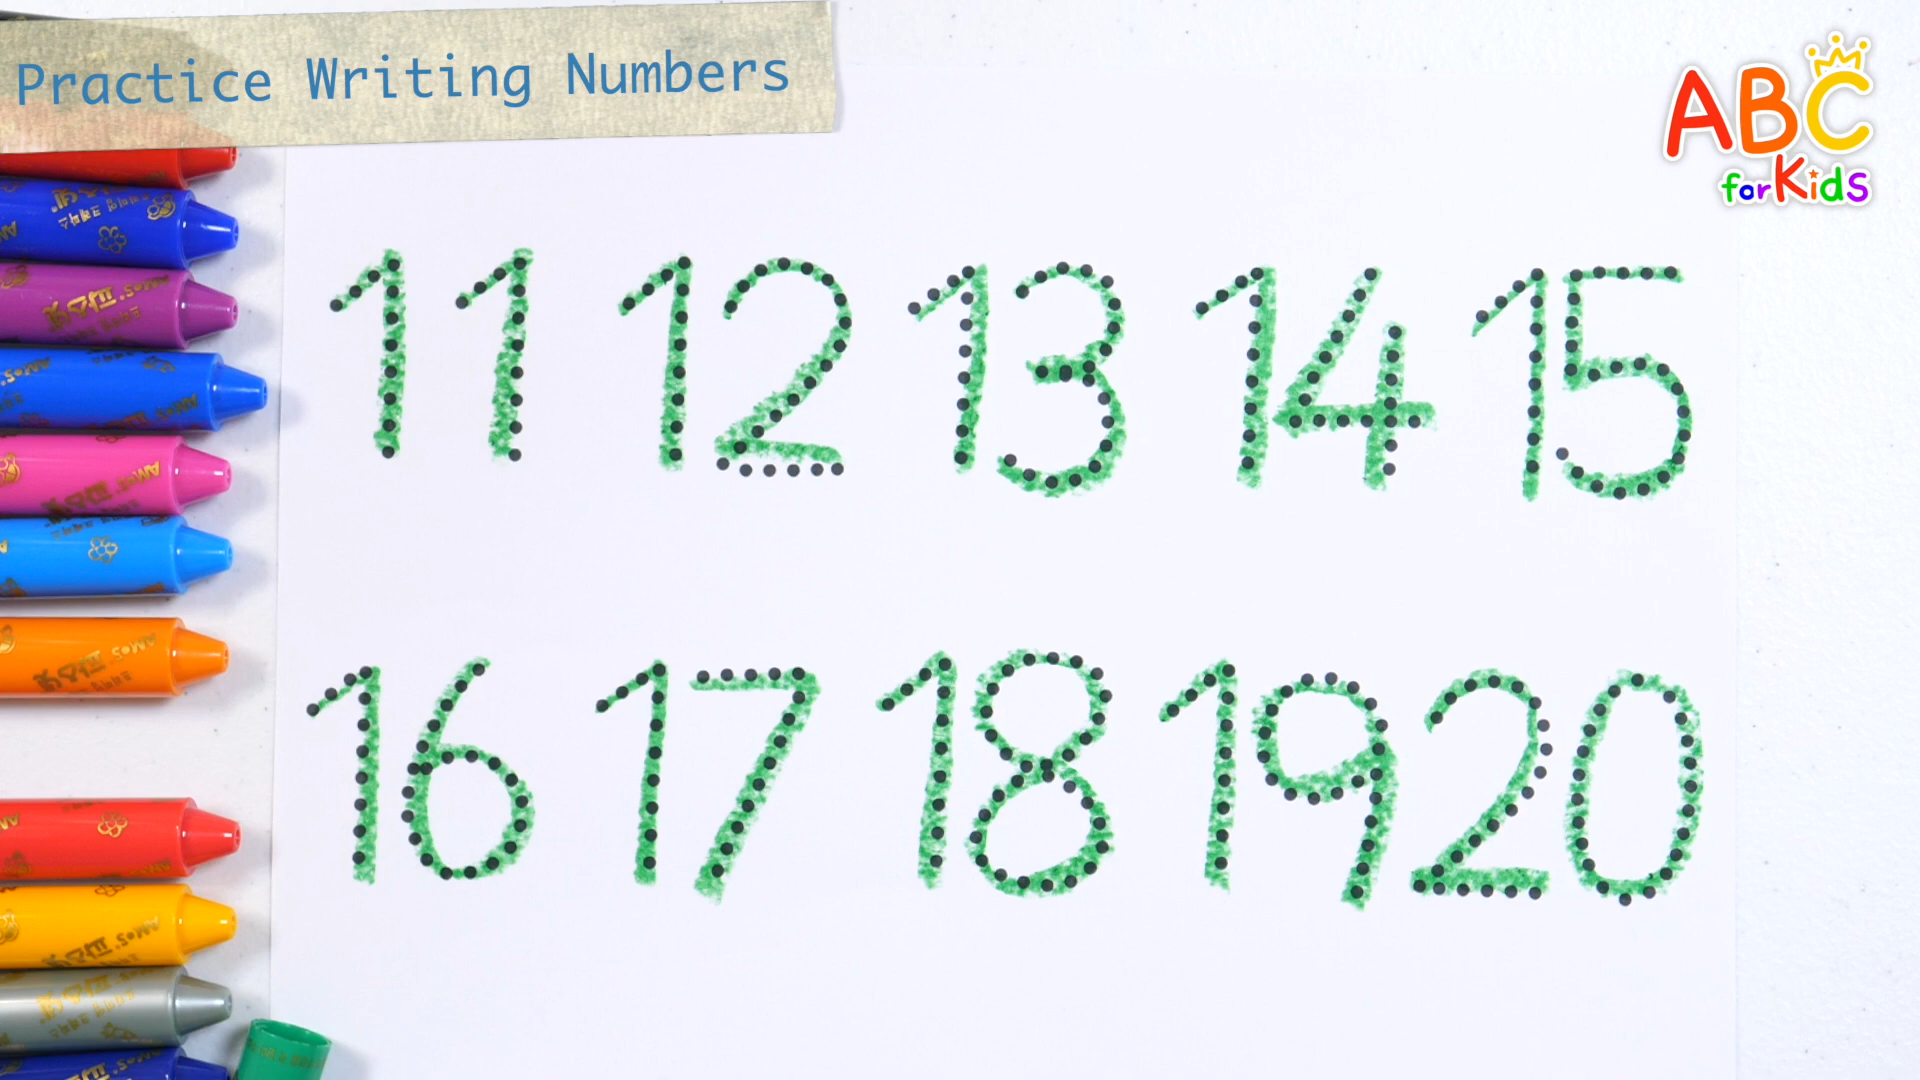 Practice Writing Numbers
ABC
for Kids
11 12 13 14 15
16 17 18 19 20